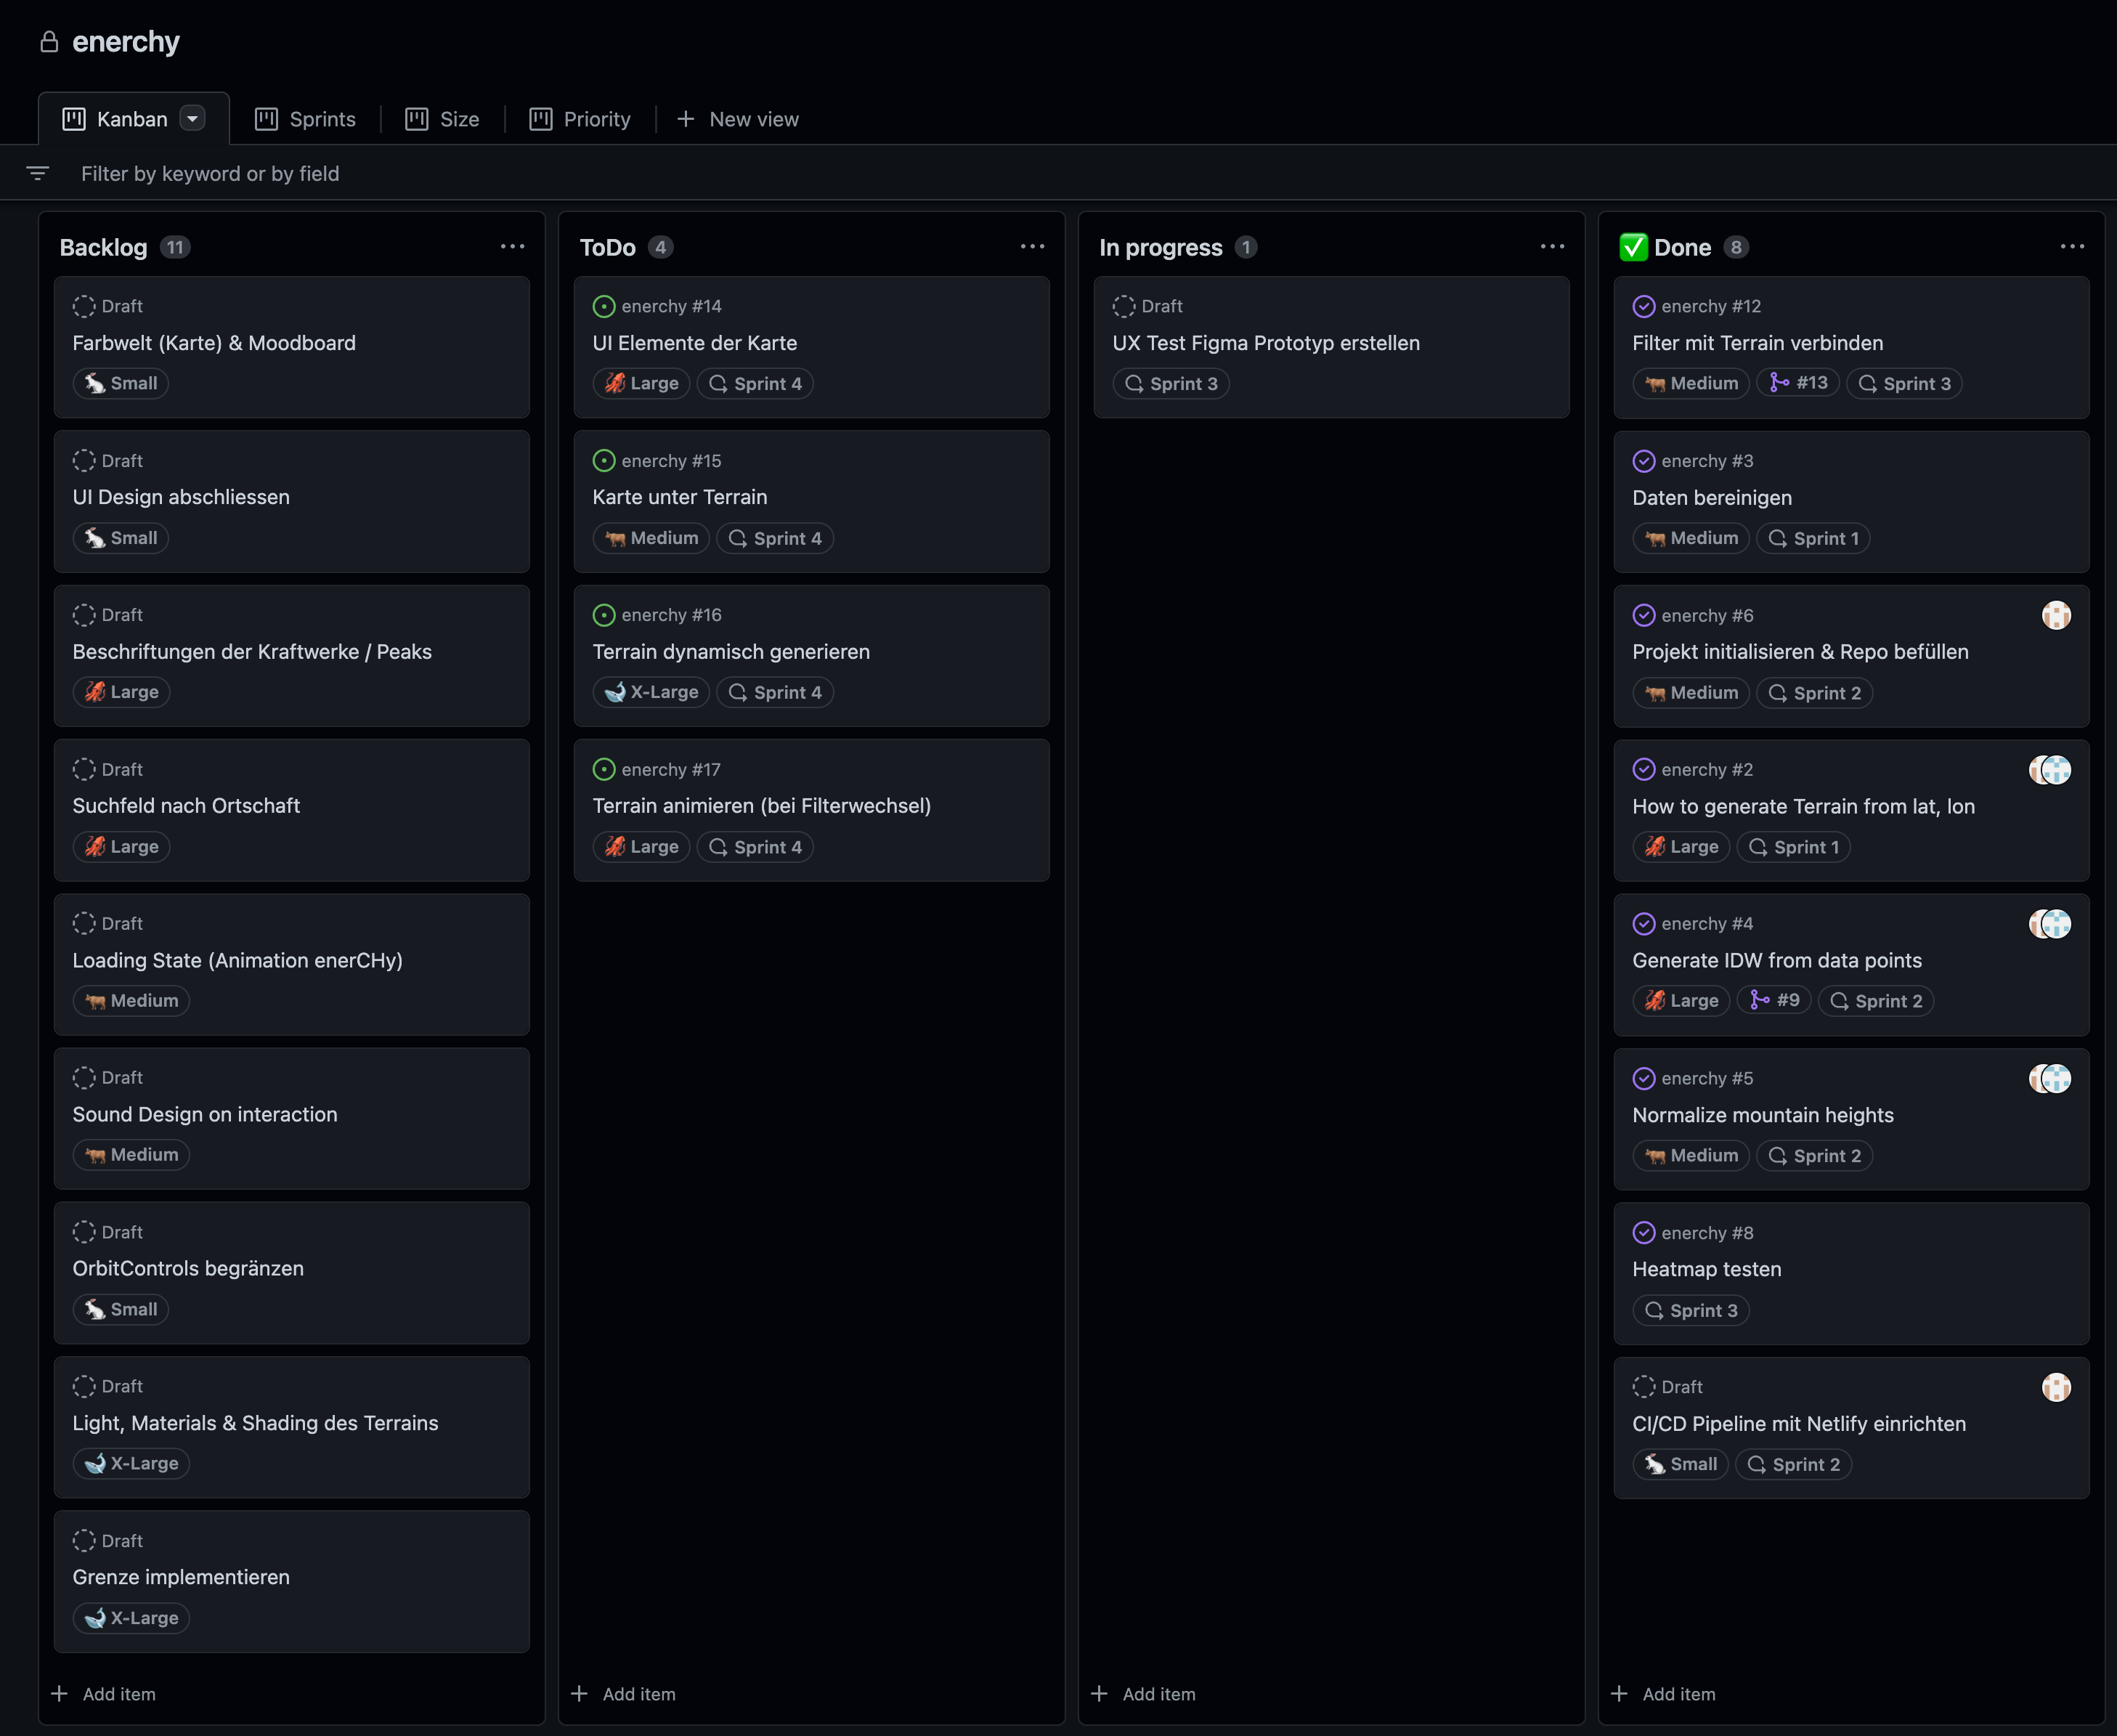 enerchy
Kanban
Sprints
Size
Priority
New view
Filter by keyword or by field
Backlog 11
Draft
Farbwelt (Karte) & Moodboard
Small
Draft
UI Design abschliessen
Small
Draft
Beschriftungen der Kraftwerke / Peaks
Large
Draft
Suchfeld nach Ortschaft
Large
Draft
Loading State (Animation enerCHy)
Medium
Draft
Sound Design on interaction
Medium
Draft
OrbitControls begränzen
Small
Draft
Light, Materials & Shading des Terrains
X-Large
Draft
Grenze implementieren
X-Large
Add item
ToDo 4
enerchy #14
UI Elemente der Karte
Large Sprint 4
enerchy #15
Karte unter Terrain
Medium Sprint 4
enerchy #16
Terrain dynamisch generieren
X-Large Sprint 4
enerchy #17
Terrain animieren (bei Filterwechsel)
Large Sprint 4
Add item
In progress 1
Draft
UX Test Figma Prototyp erstellen
Sprint 3
Add item
Done 8
enerchy #12
Filter mit Terrain verbinden
Medium #13 Sprint 3
enerchy #3
Daten bereinigen
Medium Sprint 1
enerchy #6
Projekt initialisieren & Repo befüllen
Medium Sprint 2
enerchy #2
How to generate Terrain from lat, lon
Large Sprint 1
enerchy #4
Generate IDW from data points
Large #9 Sprint 2
enerchy #5
Normalize mountain heights
Medium Sprint 2
enerchy #8
Heatmap testen
Sprint 3
Draft
CI/CD Pipeline mit Netlify einrichten
Small Sprint 2
Add item